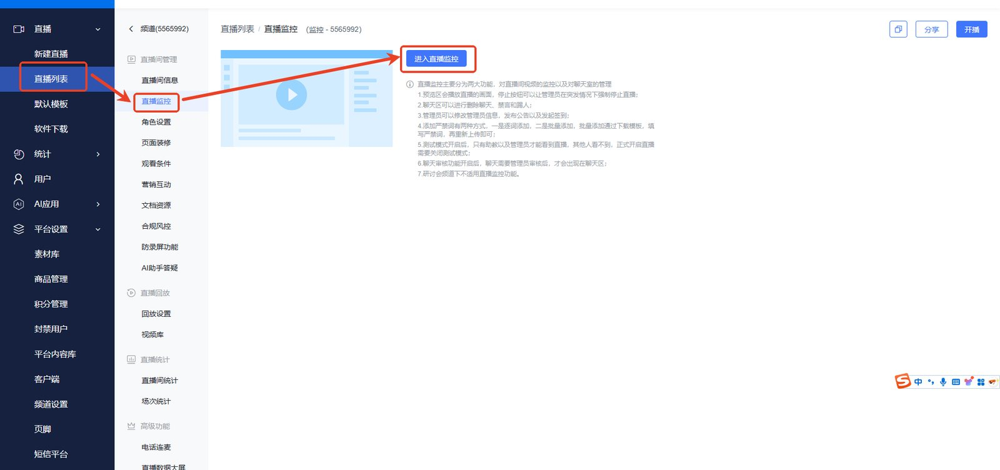 直播
新建直播
直播列表
默认模板
软件下载
统计
用户
AI应用
平台设置
素材库
商品管理
积分管理
封禁用户
平台内容库
客户端
频道设置
页脚
短信平台
频道(5565992)
直播间管理
直播间信息
直播监控
角色设置
页面装修
观看条件
营销互动
文档资源
合规风控
防录屏功能
AI助手答疑
直播回放
回放设置
视频库
直播统计
直播间统计
场次统计
高级功能
电话连麦
直播数据大屏
直播列表 / 直播监控 (监控 - 5565992)
分享
开播
进入直播监控
直播监控主要分为两大功能，对直播间视频的监控以及对聊天室的管理
1.预览区会播放直播的画面，停止按钮可以让管理员在突发情况下强制停止直播；
2.聊天区可以进行删除聊天、禁言和踢人；
3.管理员可以修改管理员信息，发布公告以及发起签到；
4.添加严禁词有两种方式，一是逐词添加，二是批量添加，批量添加通过下载模板，填
写严禁词，再重新上传即可；
5.测试模式开启后，只有助教以及管理员才能看到直播，其他人看不到，正式开启直播
需要关闭测试模式；
6.聊天审核功能开启后，聊天需要管理员审核后，才会出现在聊天区；
7.研讨会频道下不适用直播监控功能。
中